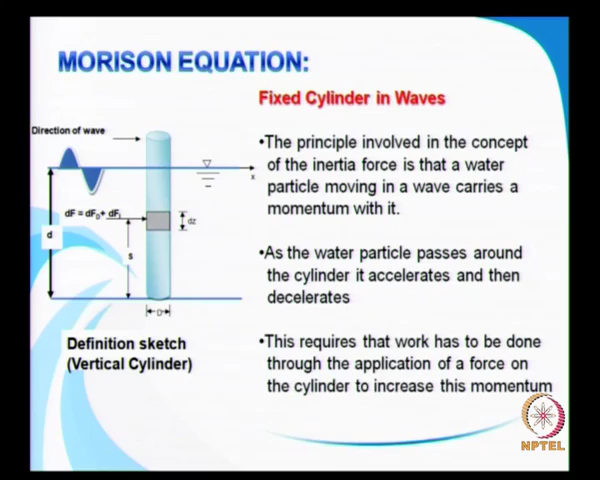 MORISON EQUATION:
Fixed Cylinder in Waves
Direction of wave
x
dF = dFD + dFi
dz
d
s
D
Definition sketch
(Vertical Cylinder)
•The principle involved in the concept
of the inertia force is that a water
particle moving in a wave carries a
momentum with it.
•As the water particle passes around
the cylinder it accelerates and then
decelerates
•This requires that work has to be done
through the application of a force on
the cylinder to increase this momentum
NPTEL